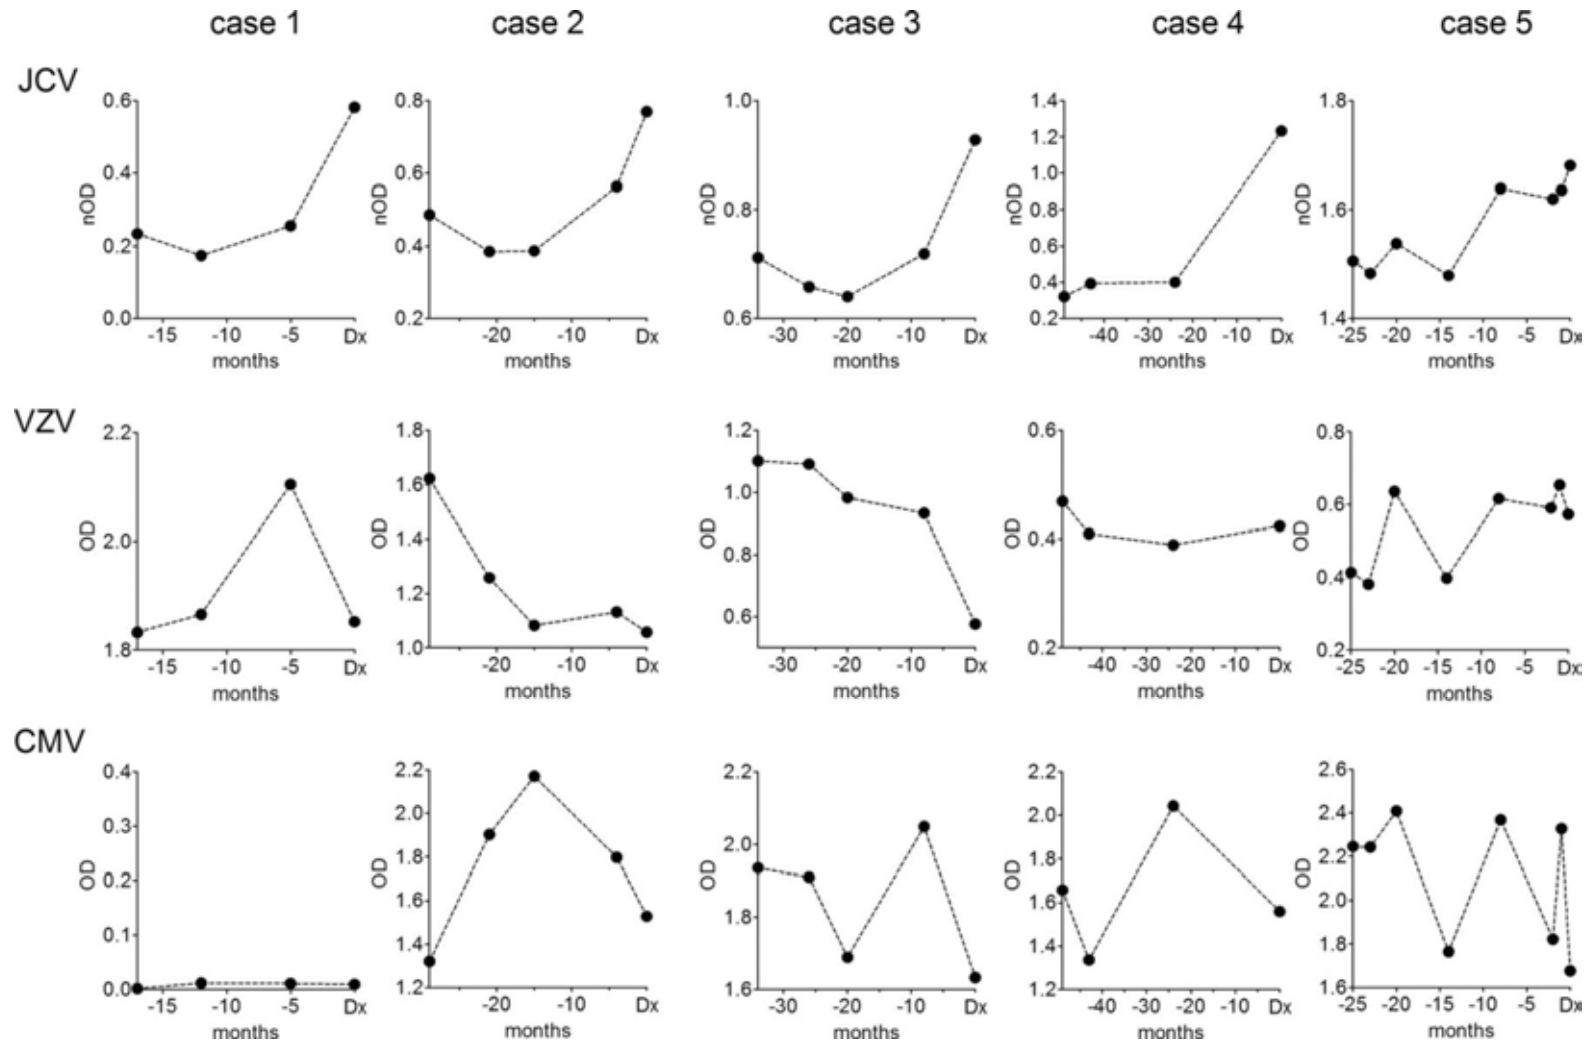 case 1 case 2 case 3 case 4 case 5
JCV
0.6 0.8 1.0 1.4 1.8
1.2
0.4 0.6 1.0
nOD nOD nOD 0.8 nOD 0.8 nOD 1.6
0.2 0.4 0.6
0.4
0.0 0.2 0.6 0.2 1.4
-15 -10 -5 Dx -20 -10 Dx -30 -20 -10 Dx -40 -30 -20 -10 Dx -25 -20 -15 -10 -5 Dx
months months months months months
VZV
2.2 1.8 1.2 0.6 0.8
1.6 1.0
OD 2.0 OD 1.4 OD OD 0.4 OD 0.6
1.2 0.8 0.4
0.6
1.8 1.0 0.2 0.2
-15 -10 -5 Dx -20 -10 Dx -30 -20 -10 Dx -40 -30 -20 -10 Dx -25 -20 -15 -10 -5 Dx
months months months months months
CMV
0.4 2.2 2.2 2.2 2.6
0.3 2.0 2.0 2.0 2.4
OD 0.2 OD 1.8 OD OD 1.8 OD 2.2
1.6 1.8 1.6 2.0
0.1 1.4 1.4 1.8
0.0 1.2 1.6 1.2 1.6
-15 -10 -5 Dx -20 -10 Dx -30 -20 -10 Dx -40 -30 -20 -10 Dx -25 -20 -15 -10 -5 Dx
months months months months months